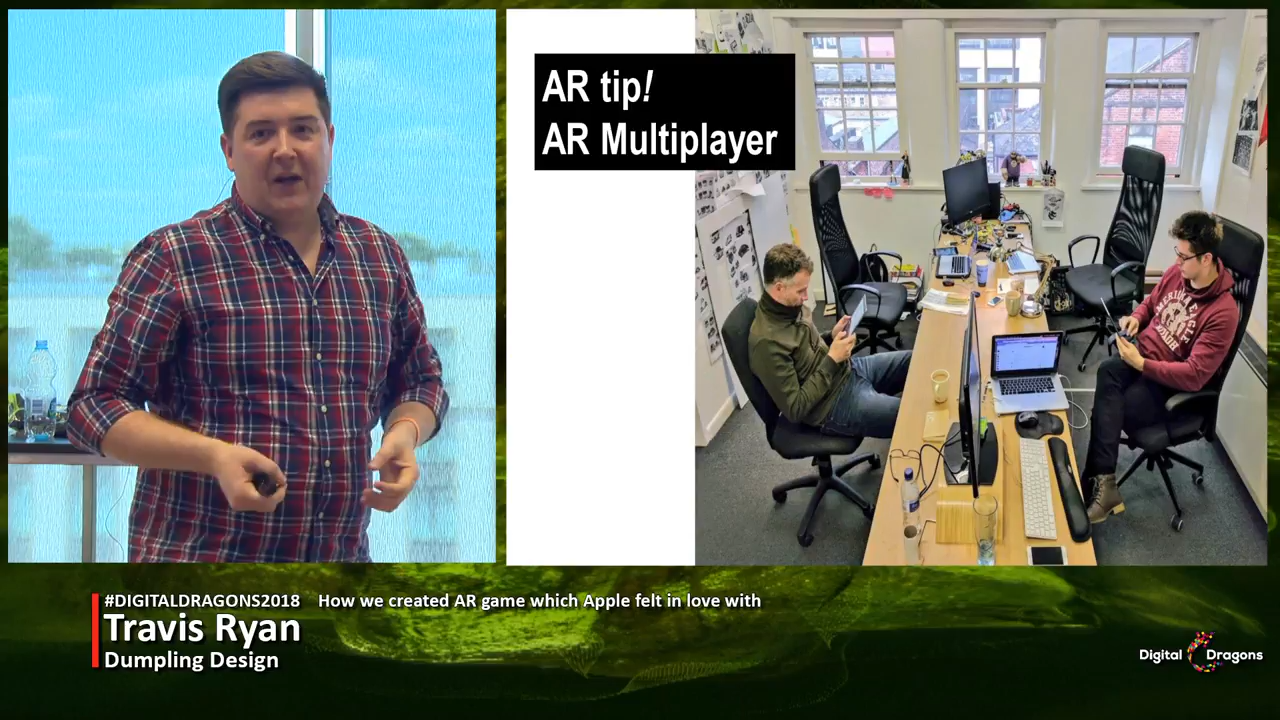 AR tip!
AR Multiplayer
#DIGITALDRAGONS2018 How we created AR game which Apple felt in love with
Travis Ryan
Dumpling Design
Digital Dragons